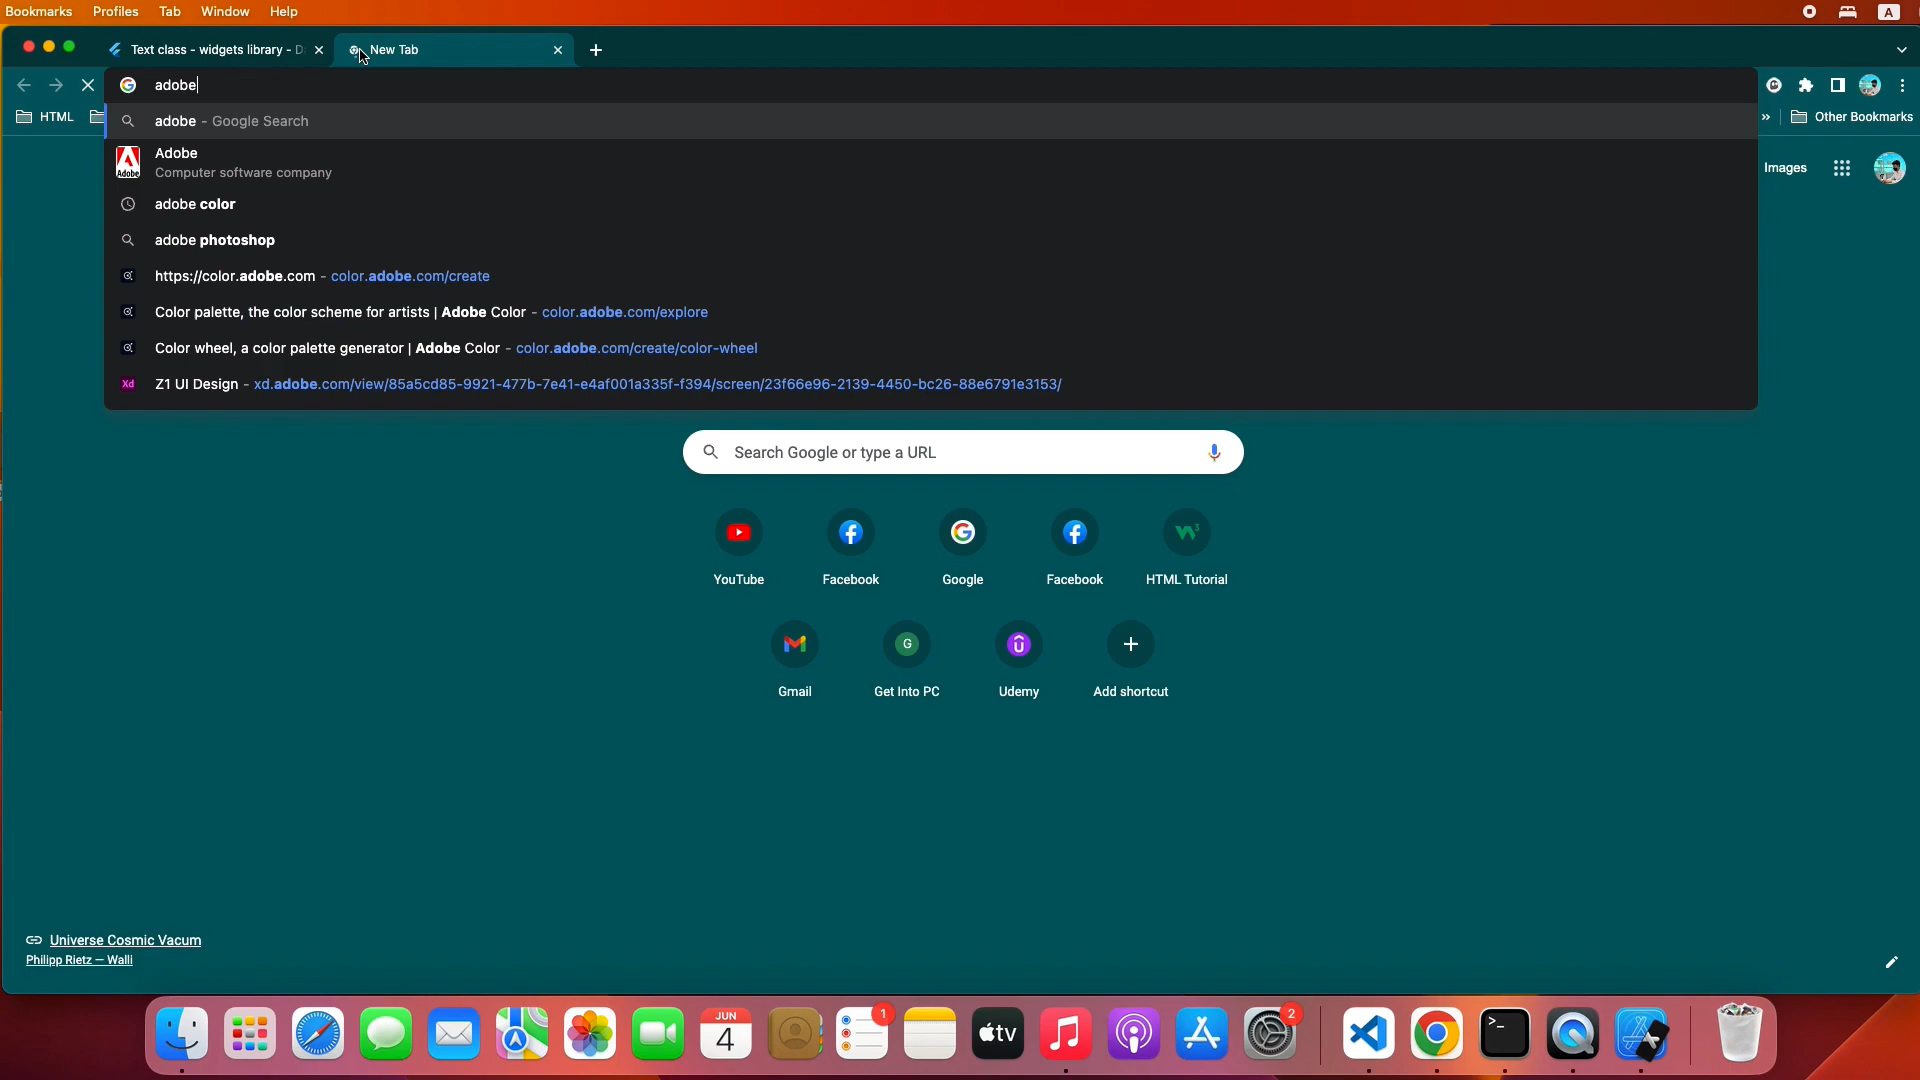 Bookmarks Profiles Tab Window Help A
Text class - widgets library - D New Tab
adobe
HTML
Other Bookmarks
adobe - Google Search
Adobe
Adobe
Computer software company
Images
adobe color
adobe photoshop
https://color.adobe.com - color.adobe.com/create
Color palette, the color scheme for artists | Adobe Color - color.adobe.com/explore
Color wheel, a color palette generator | Adobe Color - color.adobe.com/create/color-wheel
Xd Z1 UI Design - xd.adobe.com/view/85a5cd85-9921-477b-7e41-e4af001a335f-f394/screen/23f66e96-2139-4450-bc26-88e6791e3153/
Search Google or type a URL
YouTube Facebook Google Facebook HTML Tutorial
G
Gmail Get Into PC Udemy Add shortcut
Universe Cosmic Vacum
Philipp Rietz — Walli
JUN
4
1
tv
2